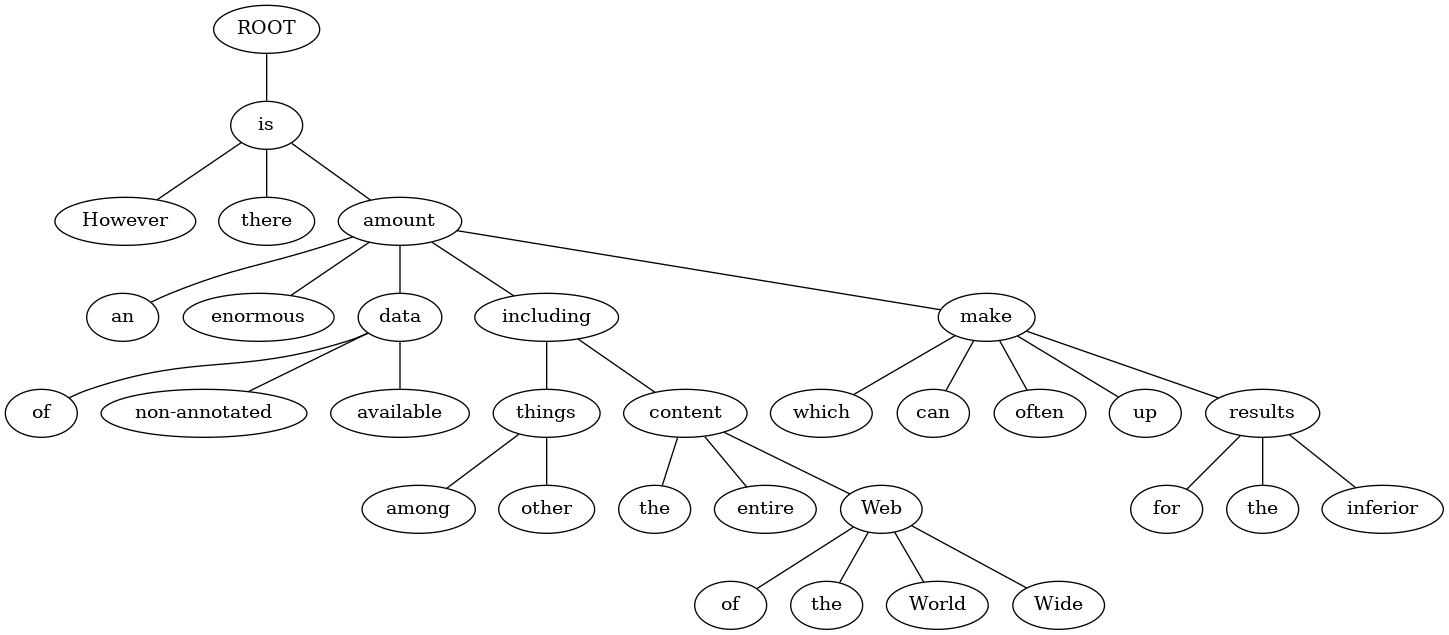 ROOT
is
However there amount
an enormous data including make
of non-annotated available things content which can often up results
among other the entire Web for the inferior
of the World Wide